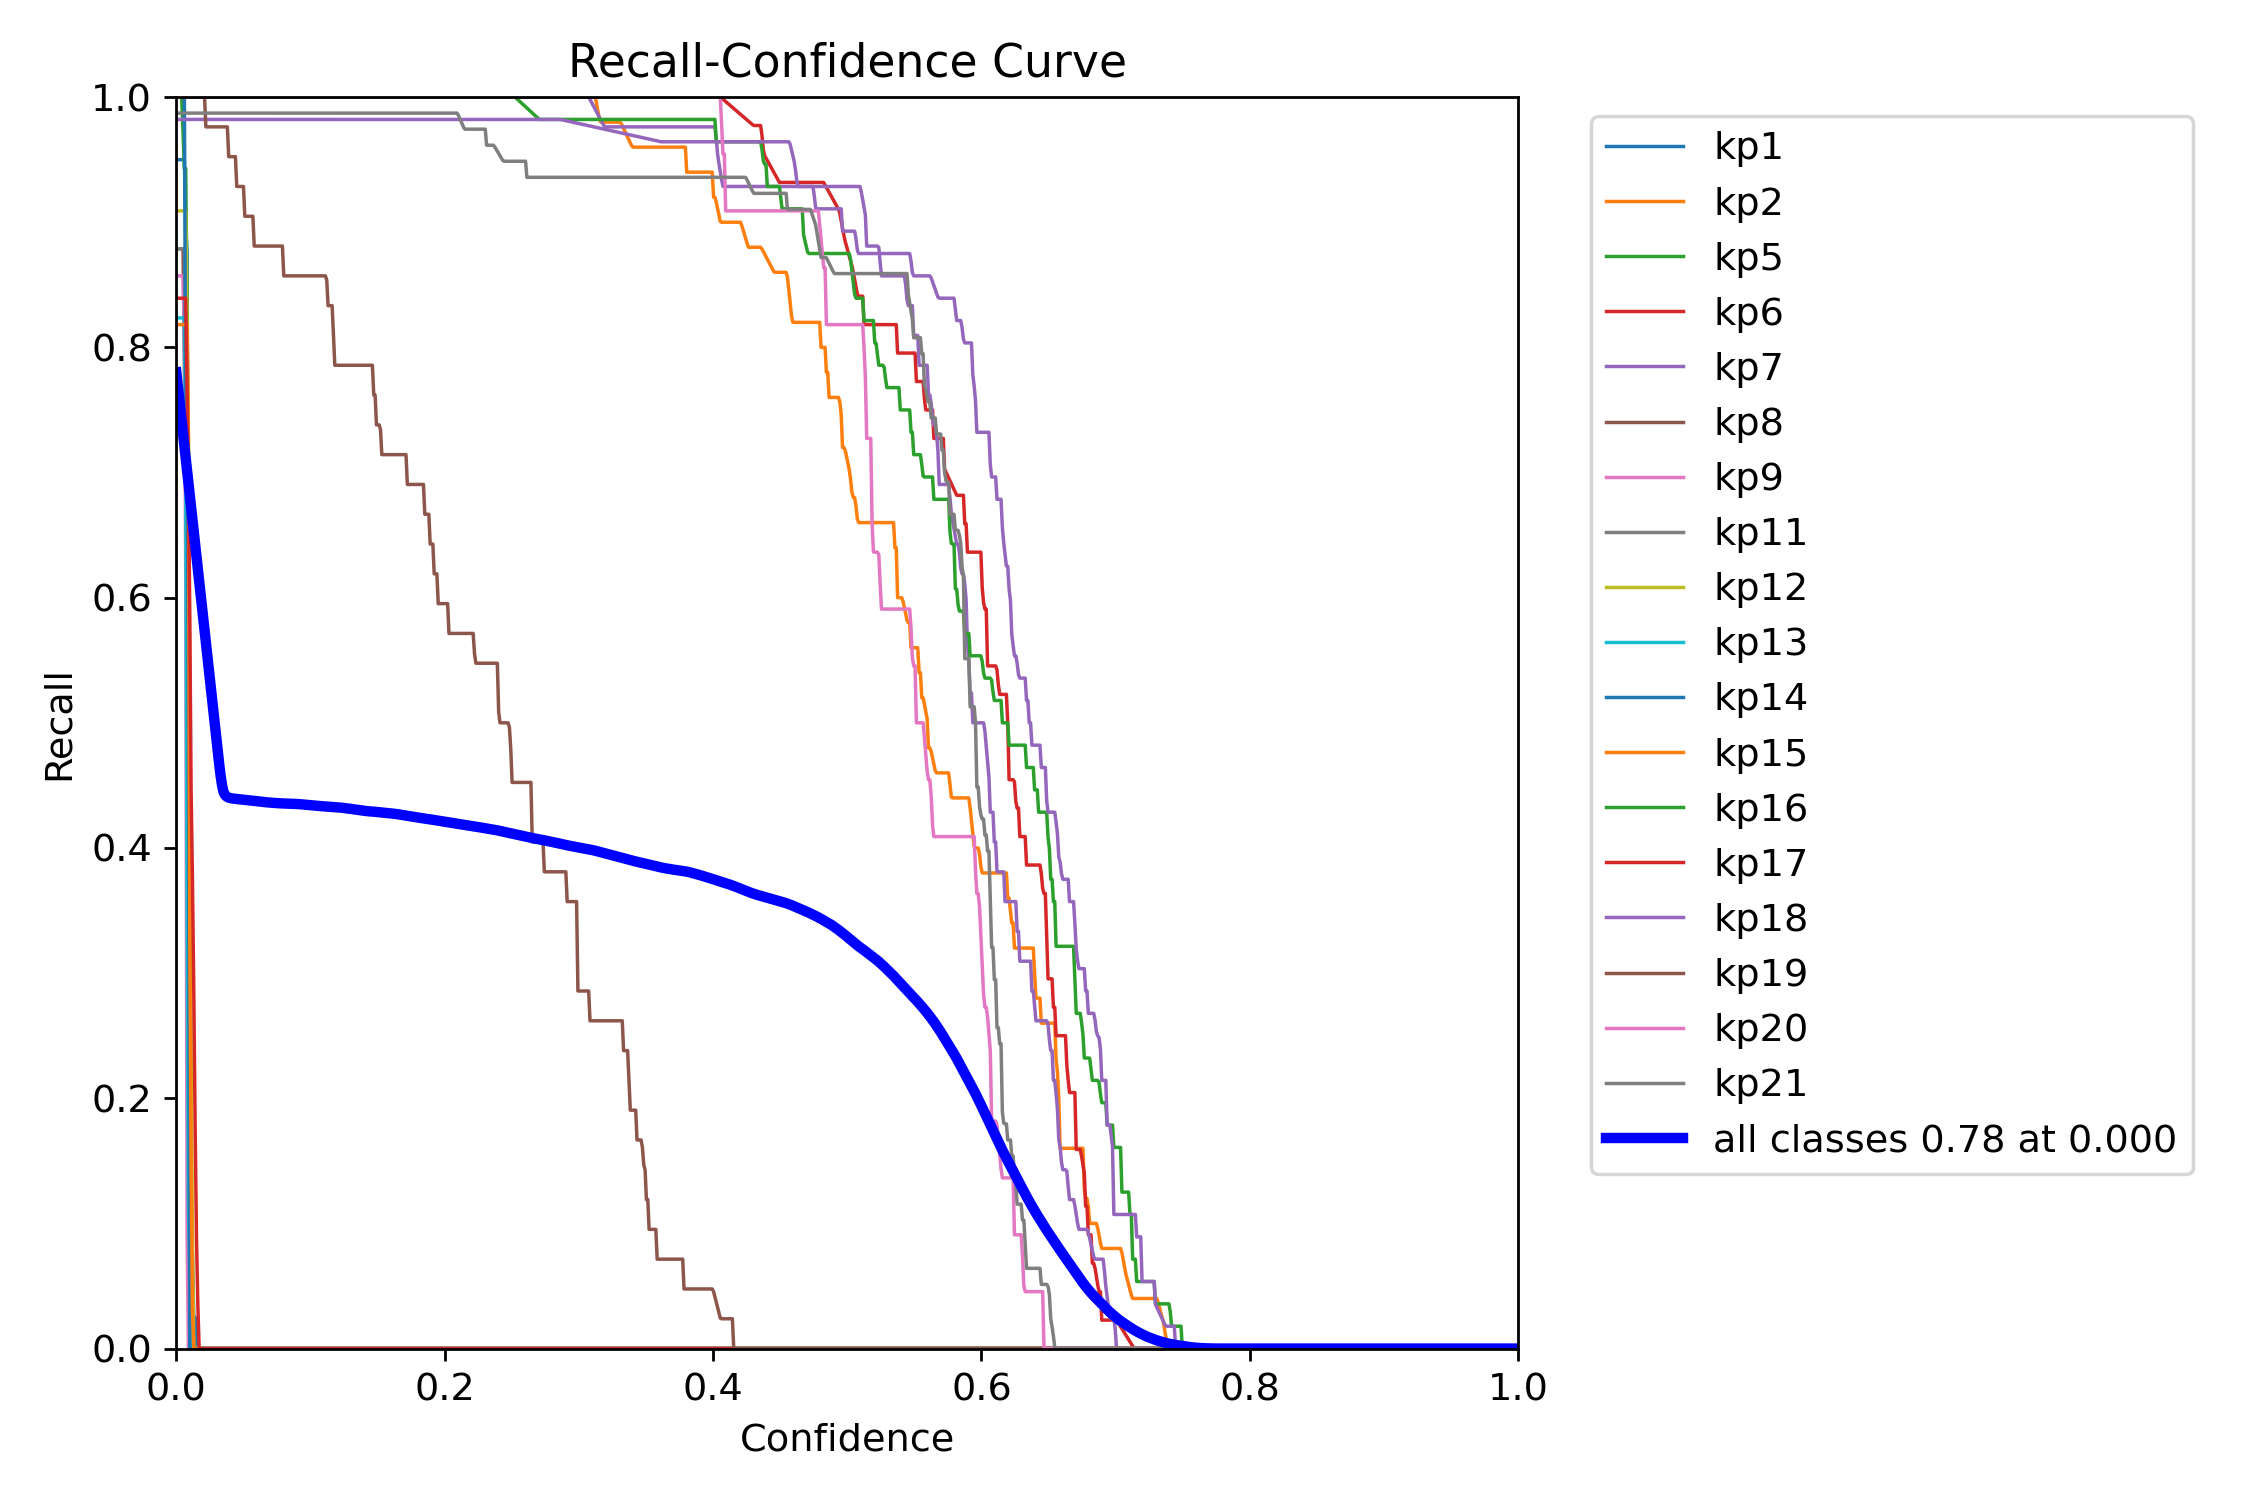 Recall-Confidence Curve
1.0
0.8
0.6
0.4
0.2
0.0
Recall
0.0 0.2 0.4 0.6 0.8 1.0
Confidence
kp1
kp2
kp5
kp6
kp7
kp8
kp9
kp11
kp12
kp13
kp14
kp15
kp16
kp17
kp18
kp19
kp20
kp21
all classes 0.78 at 0.000